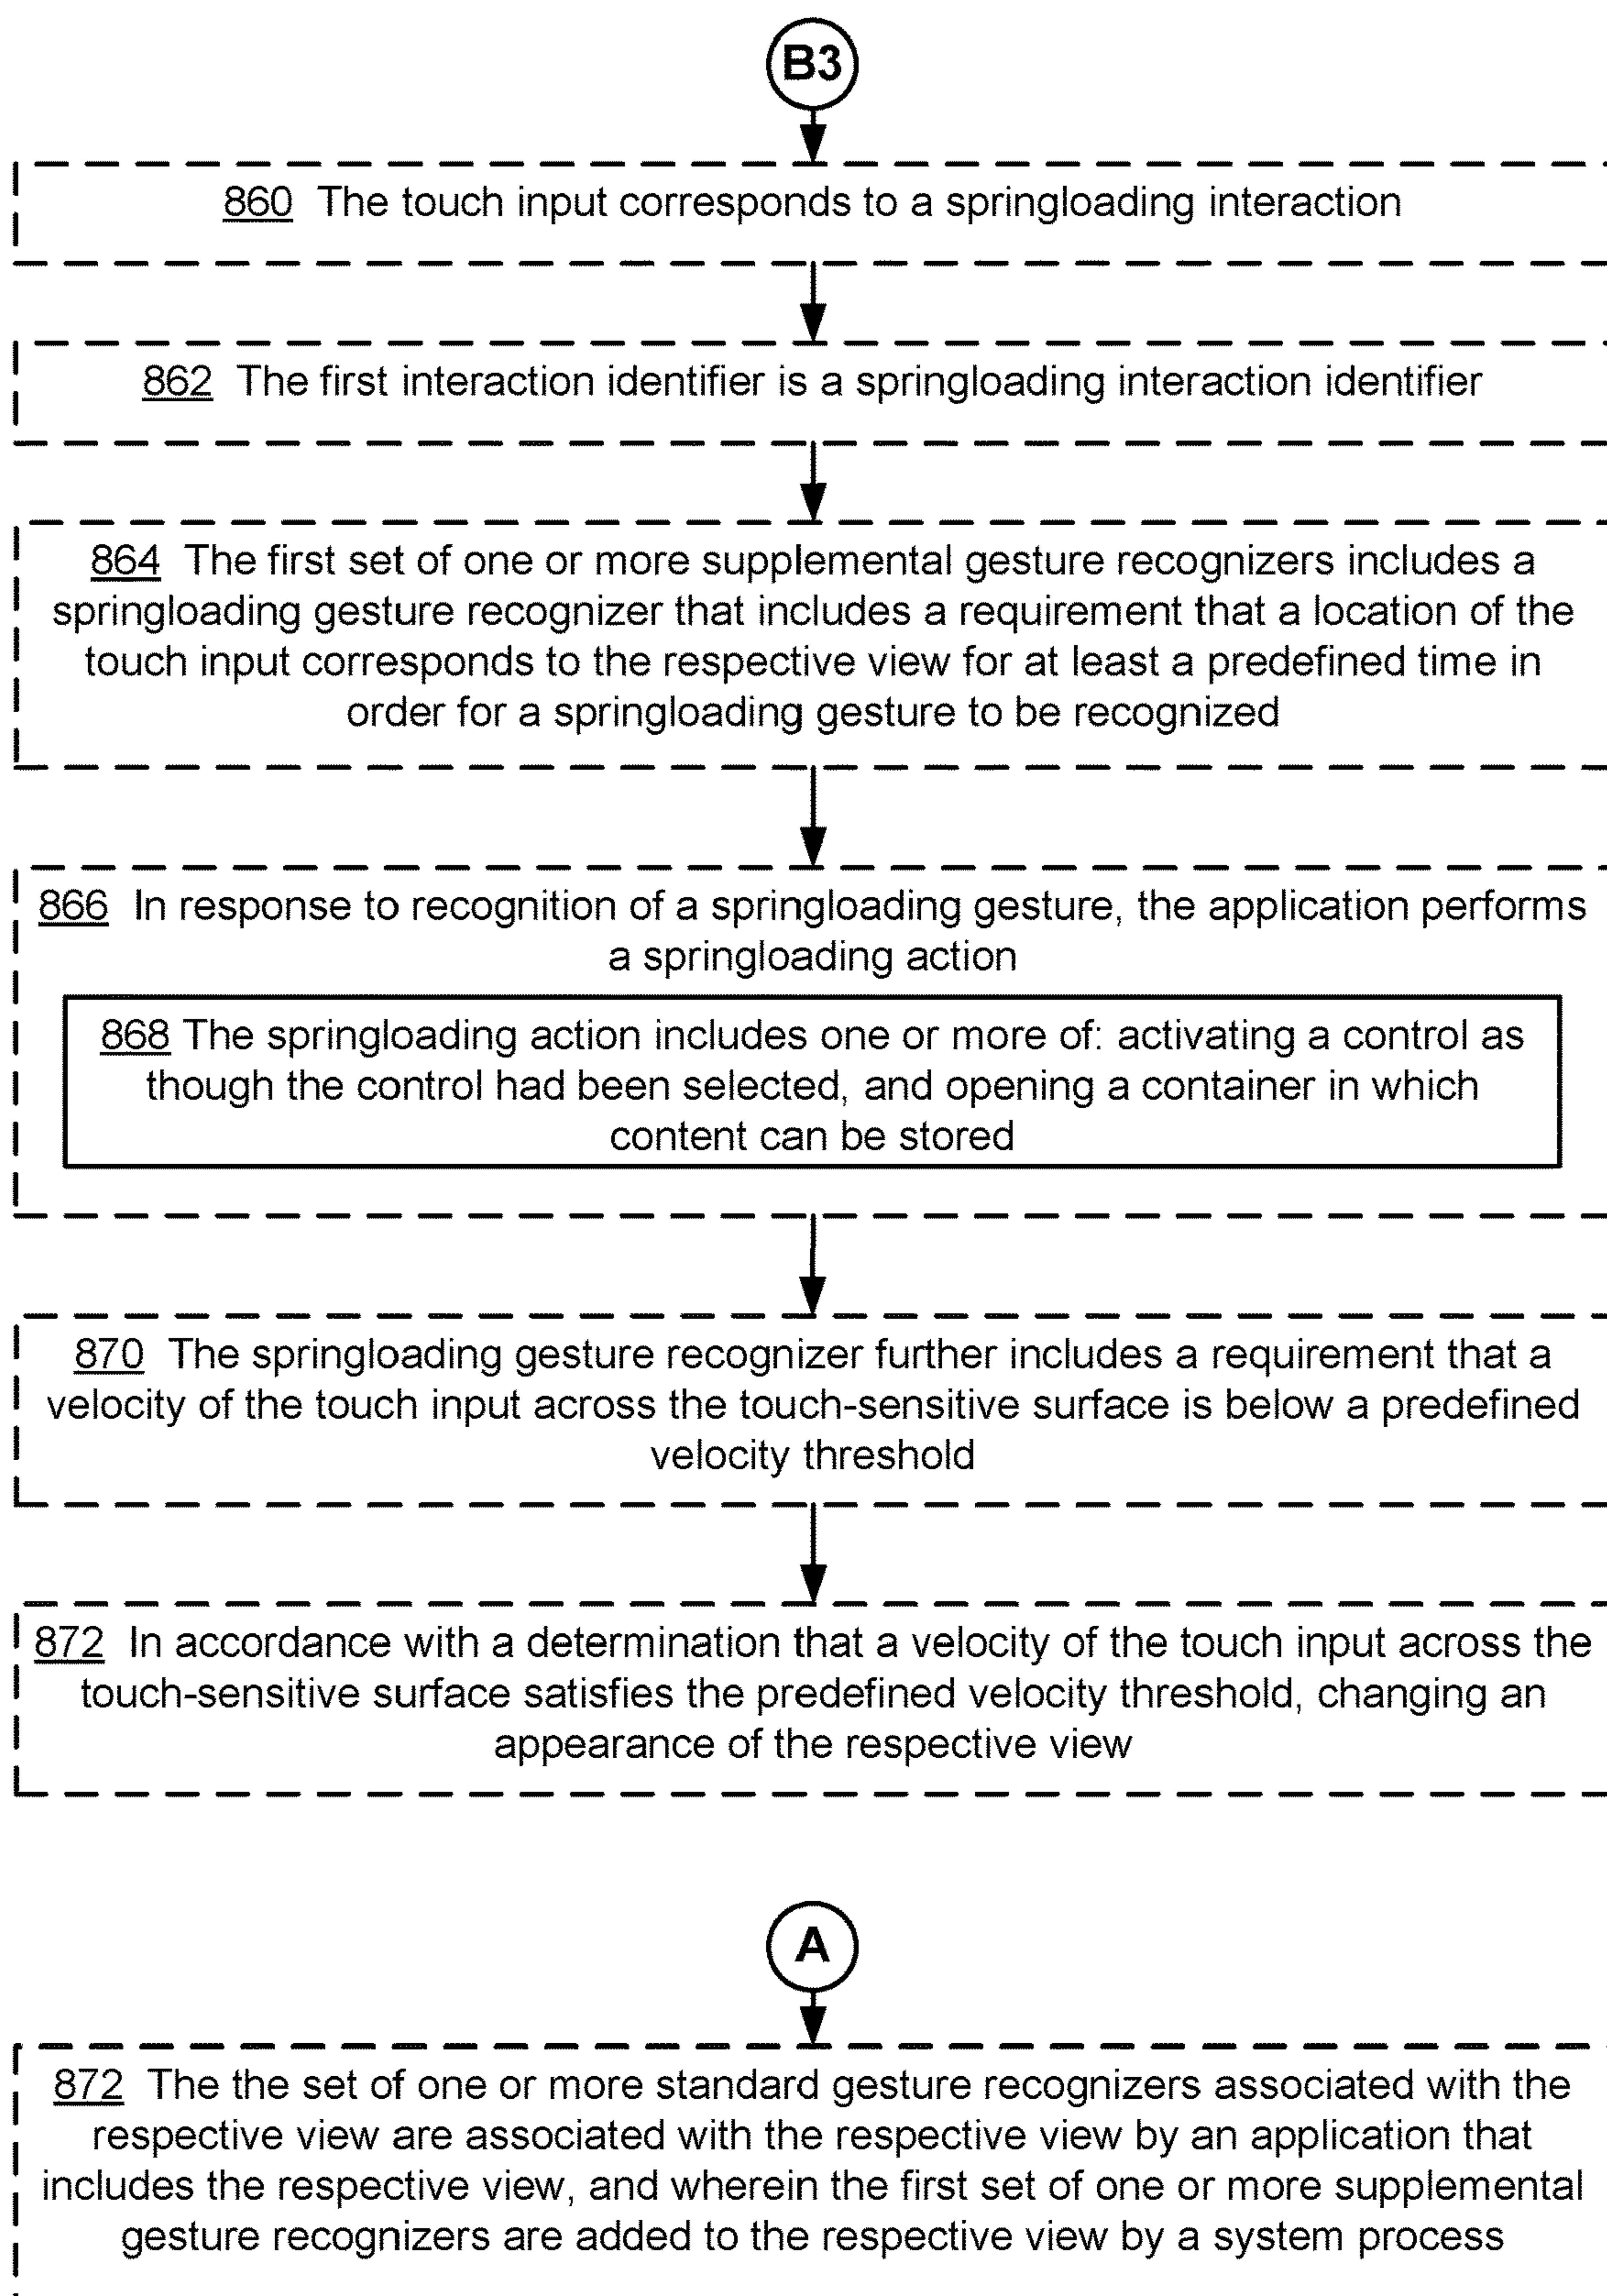 B3
860 The touch input corresponds to a springloading interaction
862 The first interaction identifier is a springloading interaction identifier
864 The first set of one or more supplemental gesture recognizers includes a
springloading gesture recognizer that includes a requirement that a location of the
touch input corresponds to the respective view for at least a predefined time in
order for a springloading gesture to be recognized
866 In response to recognition of a springloading gesture, the application performs
a springloading action
868 The springloading action includes one or more of: activating a control as
though the control had been selected, and opening a container in which
content can be stored
870 The springloading gesture recognizer further includes a requirement that a
velocity of the touch input across the touch-sensitive surface is below a predefined
velocity threshold
872 In accordance with a determination that a velocity of the touch input across the
touch-sensitive surface satisfies the predefined velocity threshold, changing an
appearance of the respective view
A
872 The the set of one or more standard gesture recognizers associated with the
respective view are associated with the respective view by an application that
includes the respective view, and wherein the first set of one or more supplemental
gesture recognizers are added to the respective view by a system process